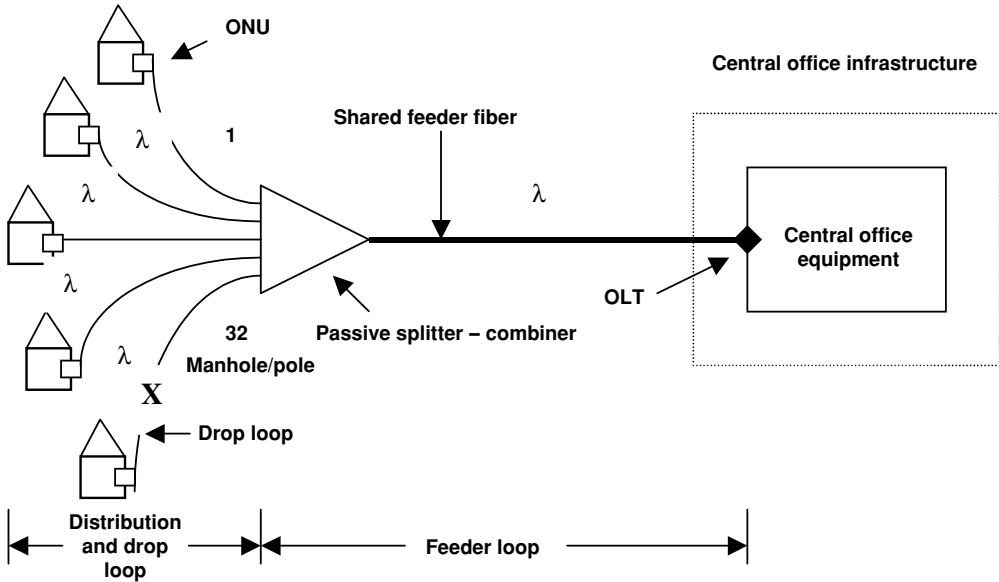 ONU
Central office infrastructure
Shared feeder fiber
λ
1
λ
λ
Central office
equipment
λ
OLT
32
Passive splitter – combiner
λ
Manhole/pole
X
Drop loop
Distribution
and drop
loop
Feeder loop